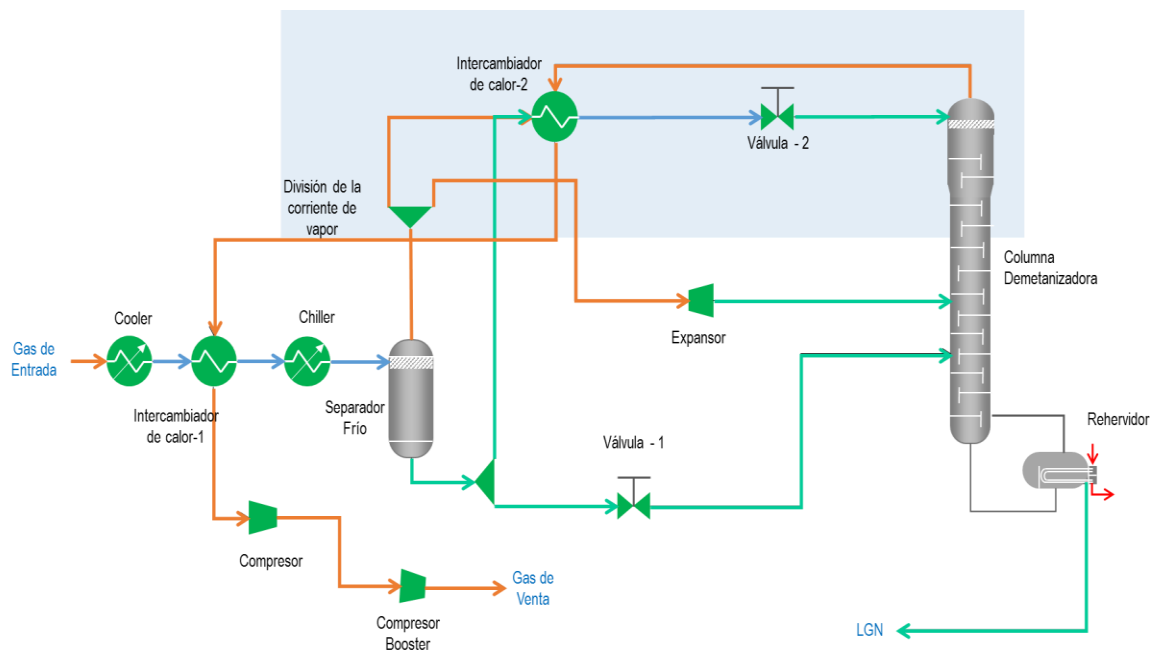 Intercambiador
de calor-2
Válvula - 2
División de la
corriente de
vapor
Columna
Demetanizadora
Cooler
Chiller
Expansor
Gas de
Entrada
Intercambiador
de calor-1
Separador
Frío
Válvula - 1
Rehervidor
Compresor
Gas de
Venta
Compresor
Booster
LGN